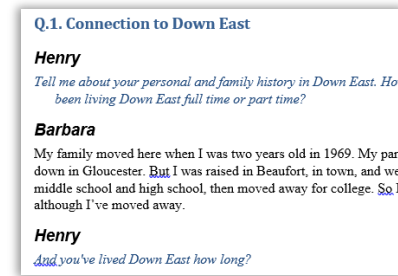 Q.1. Connection to Down East
Henry
Tell me about your personal and family history in Down East. Ho
been living Down East full time or part time?
Barbara
My family moved here when I was two years old in 1969. My par
down in Gloucester. But I was raised in Beaufort, in town, and we
middle school and high school, then moved away for college. So I
although I've moved away.
Henry
And you've lived Down East how long?